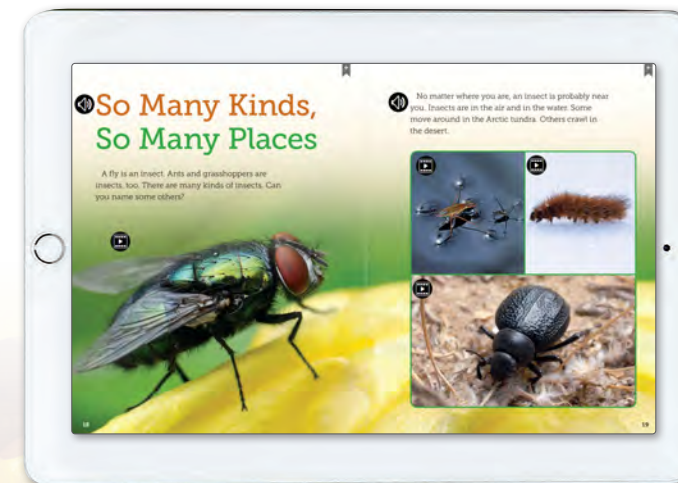 So Many Kinds,
So Many Places
A fly is an insect. Ants and grasshoppers are
insects, too. There are many kinds of insects. Can
you name some others?
18
No matter where you are, an insect is probably near
you. Insects are in the air and in the water. Some
move around in the Arctic tundra. Others crawl in
the desert.
19